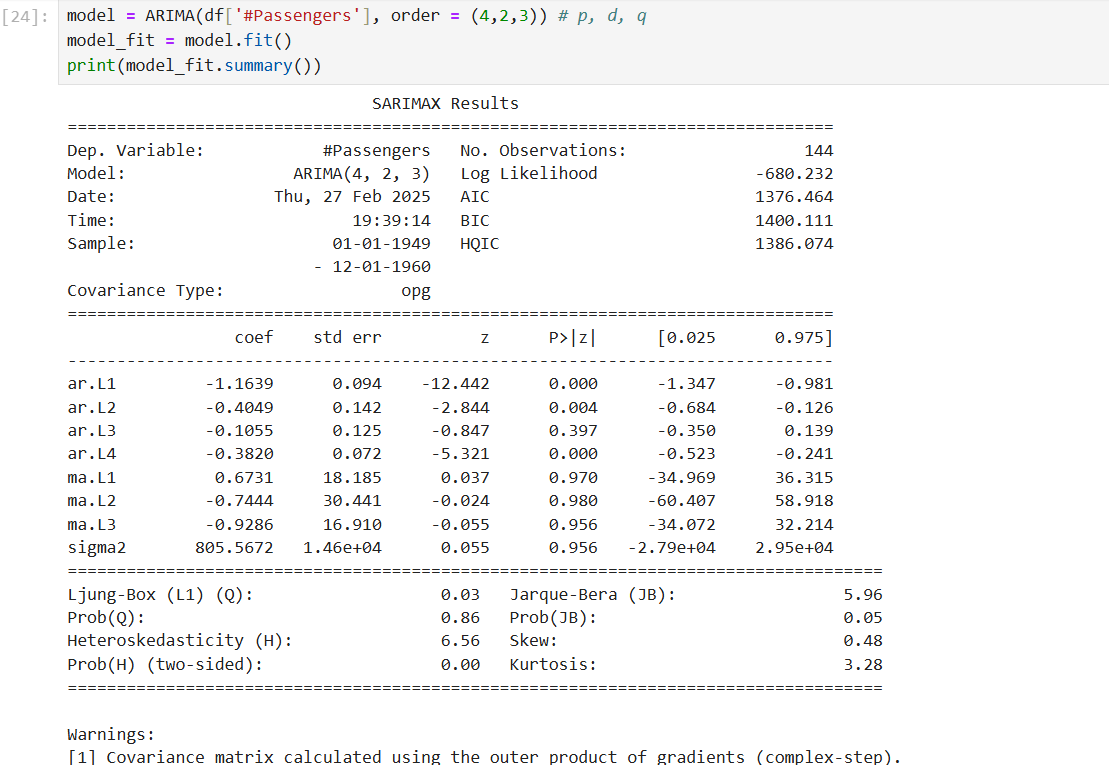 [24]: model = ARIMA(df['#Passengers'], order = (4,2,3)) # p, d, q
model_fit = model.fit()
print(model_fit.summary())
SARIMAX Results
==============================================================================
Dep. Variable: #Passengers No. Observations: 144
Model: ARIMA(4, 2, 3) Log Likelihood -680.232
Date: Thu, 27 Feb 2025 AIC 1376.464
Time: 19:39:14 BIC 1400.111
Sample: 01-01-1949 HQIC 1386.074
- 12-01-1960
Covariance Type: opg
==============================================================================
coef std err z P>|z| [0.025 0.975]
------------------------------------------------------------------------------
ar.L1 -1.1639 0.094 -12.442 0.000 -1.347 -0.981
ar.L2 -0.4049 0.142 -2.844 0.004 -0.684 -0.126
ar.L3 -0.1055 0.125 -0.847 0.397 -0.350 0.139
ar.L4 -0.3820 0.072 -5.321 0.000 -0.523 -0.241
ma.L1 0.6731 18.185 0.037 0.970 -34.969 36.315
ma.L2 -0.7444 30.441 -0.024 0.980 -60.407 58.918
ma.L3 -0.9286 16.910 -0.055 0.956 -34.072 32.214
sigma2 805.5672 1.46e+04 0.055 0.956 -2.79e+04 2.95e+04
===================================================================================
Ljung-Box (L1) (Q): 0.03 Jarque-Bera (JB): 5.96
Prob(Q): 0.86 Prob(JB): 0.05
Heteroskedasticity (H): 6.56 Skew: 0.48
Prob(H) (two-sided): 0.00 Kurtosis: 3.28
===================================================================================
Warnings:
[1] Covariance matrix calculated using the outer product of gradients (complex-step).